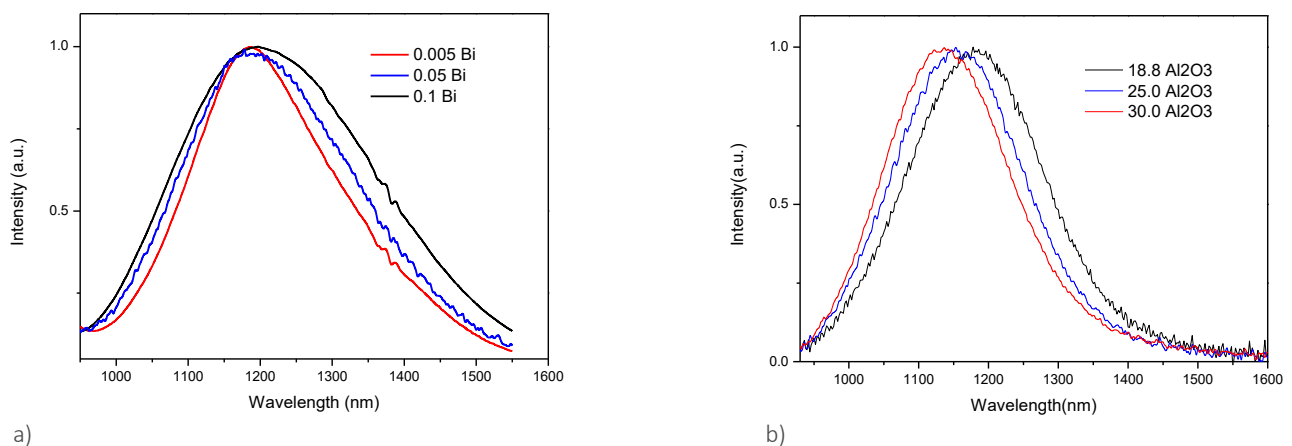 1.0
0.5
Intensity (a.u.)
0.005 Bi
0.05 Bi
0.1 Bi
1000 1100 1200 1300 1400 1500 1600
Wavelength (nm)
a)
1.0
0.5
0.0
Intensity(a.u.)
18.8 Al2O3
25.0 Al2O3
30.0 Al2O3
1000 1100 1200 1300 1400 1500 1600
Wavelength(nm)
b)